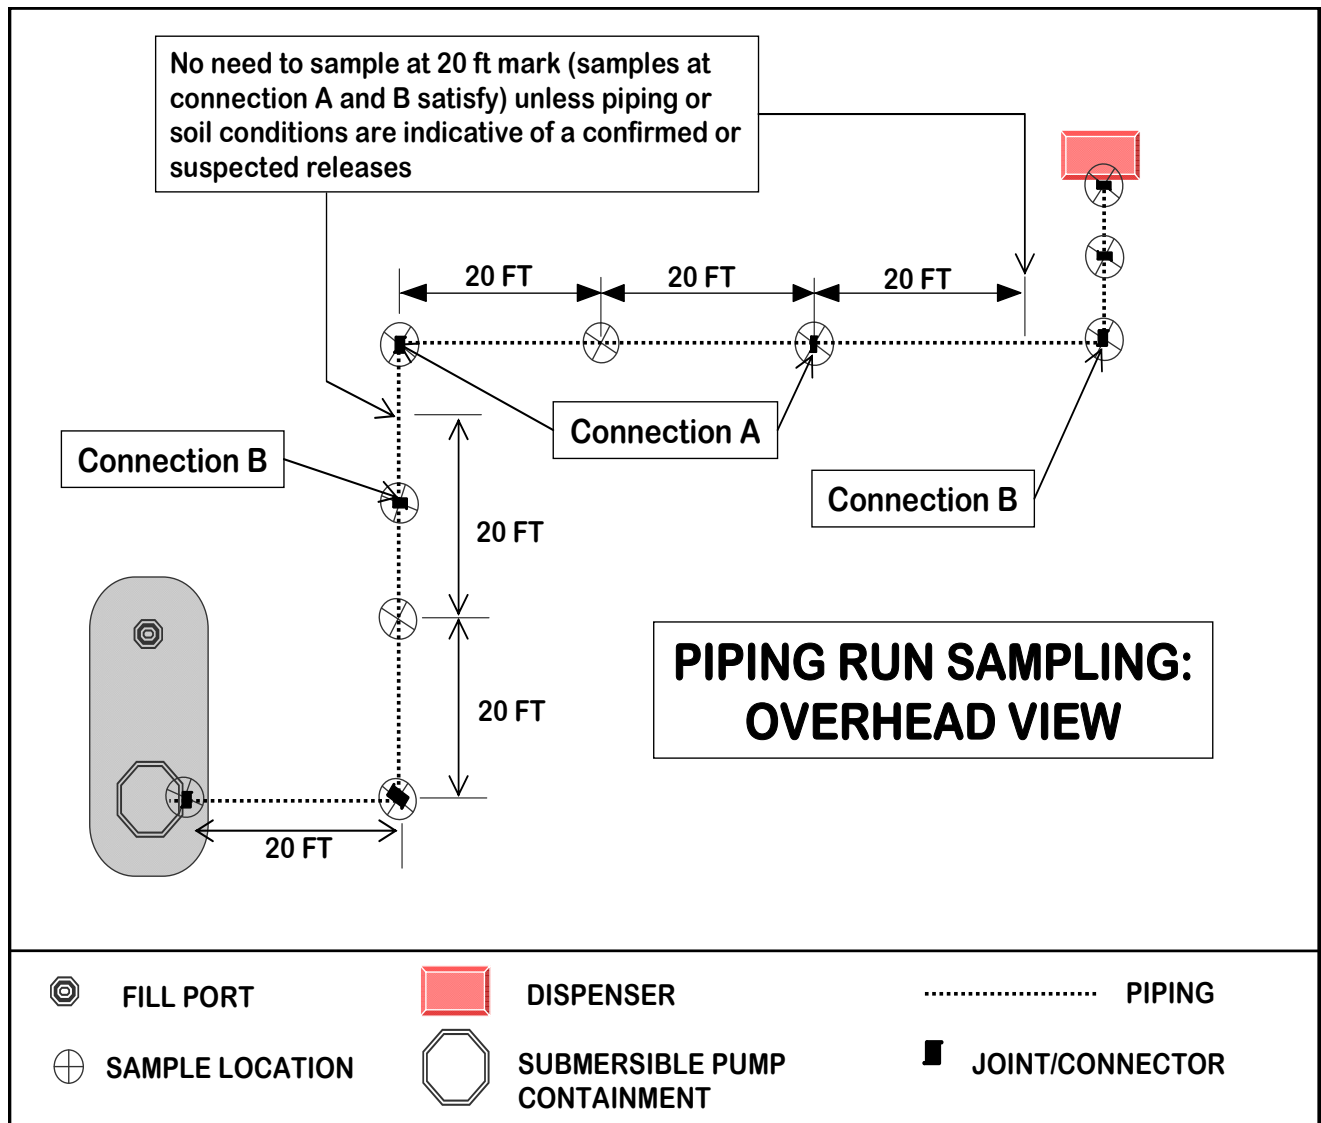 No need to sample at 20 ft mark (samples at
connection A and B satisfy) unless piping or
soil conditions are indicative of a confirmed or
suspected releases
20 FT
20 FT
20 FT
Connection A
Connection B
Connection B
20 FT
20 FT
20 FT
PIPING RUN SAMPLING:
OVERHEAD VIEW
FILL PORT
DISPENSER
PIPING
SAMPLE LOCATION
SUBMERSIBLE PUMP
CONTAINMENT
JOINT/CONNECTOR